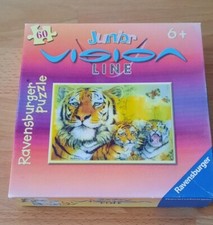 60
Junior
6+
VISION
LINE
Ravensburger Puzzle
Ravensburger